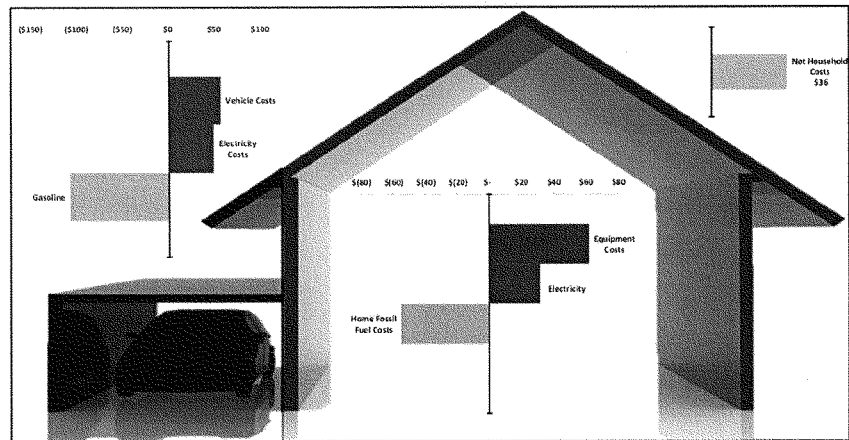 ($150) ($100) ($50) $0 $50 $100
Vehicle Costs
Electricity
Costs
Gasoline
Net Household
Costs
$36
$(80) $(60) $(40) $(20) $- $20 $40 $60 $80
Equipment
Costs
Electricity
Home Fossil
Fuel Costs